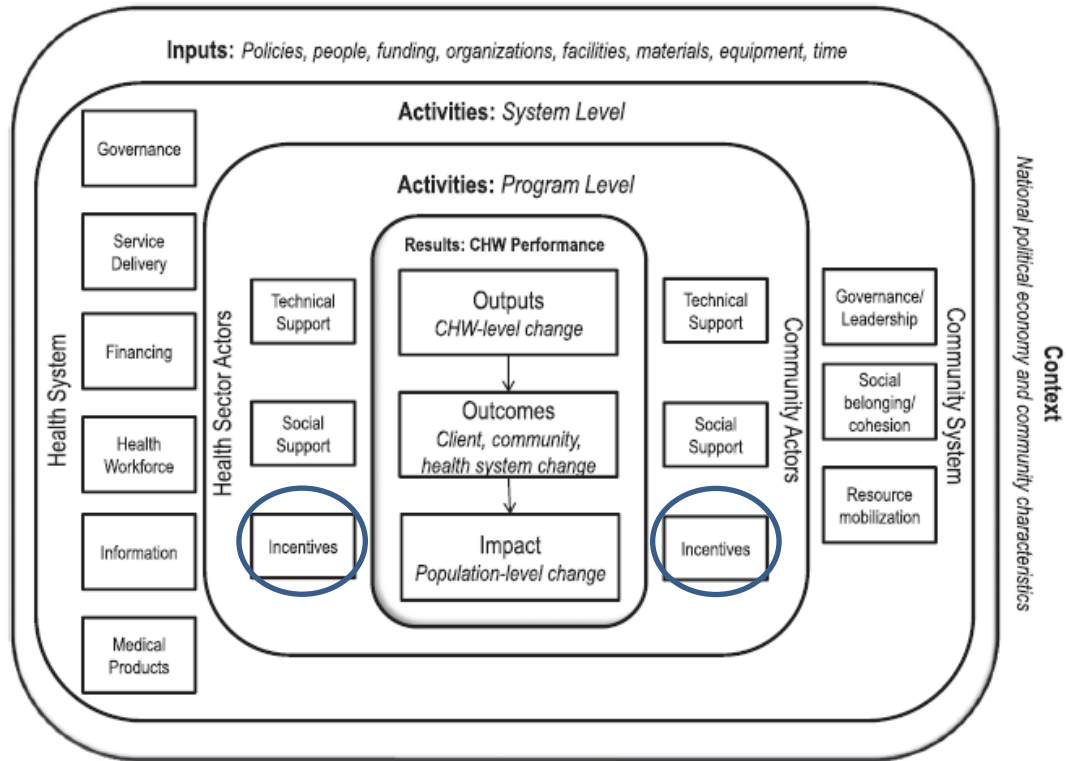 Inputs: Policies, people, funding, organizations, facilities, materials, equipment, time
Activities: System Level
Activities: Program Level
Health System
Governance
Service
Delivery
Financing
Health
Workforce
Information
Medical
Products
Health Sector Actors
Technical
Support
Social
Support
Incentives
Results: CHW Performance
Outputs
CHW-level change
Outcomes
Client, community,
health system change
Impact
Population-level change
Technical
Support
Social
Support
Incentives
Community Actors
Governance/
Leadership
Social
belonging/
cohesion
Resource
mobilization
Community System
Context
National political economy and community characteristics